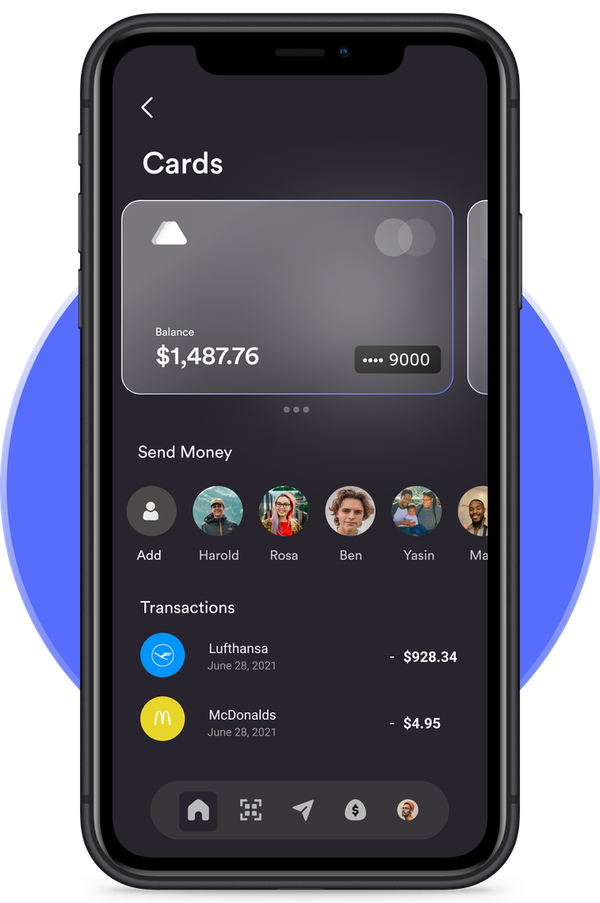 Cards
Balance
$1,487.76
•••• 9000
Send Money
Add
Harold
Rosa
Ben
Yasin
Ma
Transactions
Lufthansa
- $928.34
June 28, 2021
McDonalds
- $4.95
June 28, 2021
$